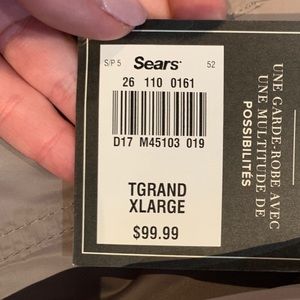 S/P 5 Sears 52
26 110 0161
D17 M45103 019
TGRAND
XLARGE
$99.99
UNE GARDE-ROBE AVEC
UNE MULTITUDE DE
POSSIBILITÉS